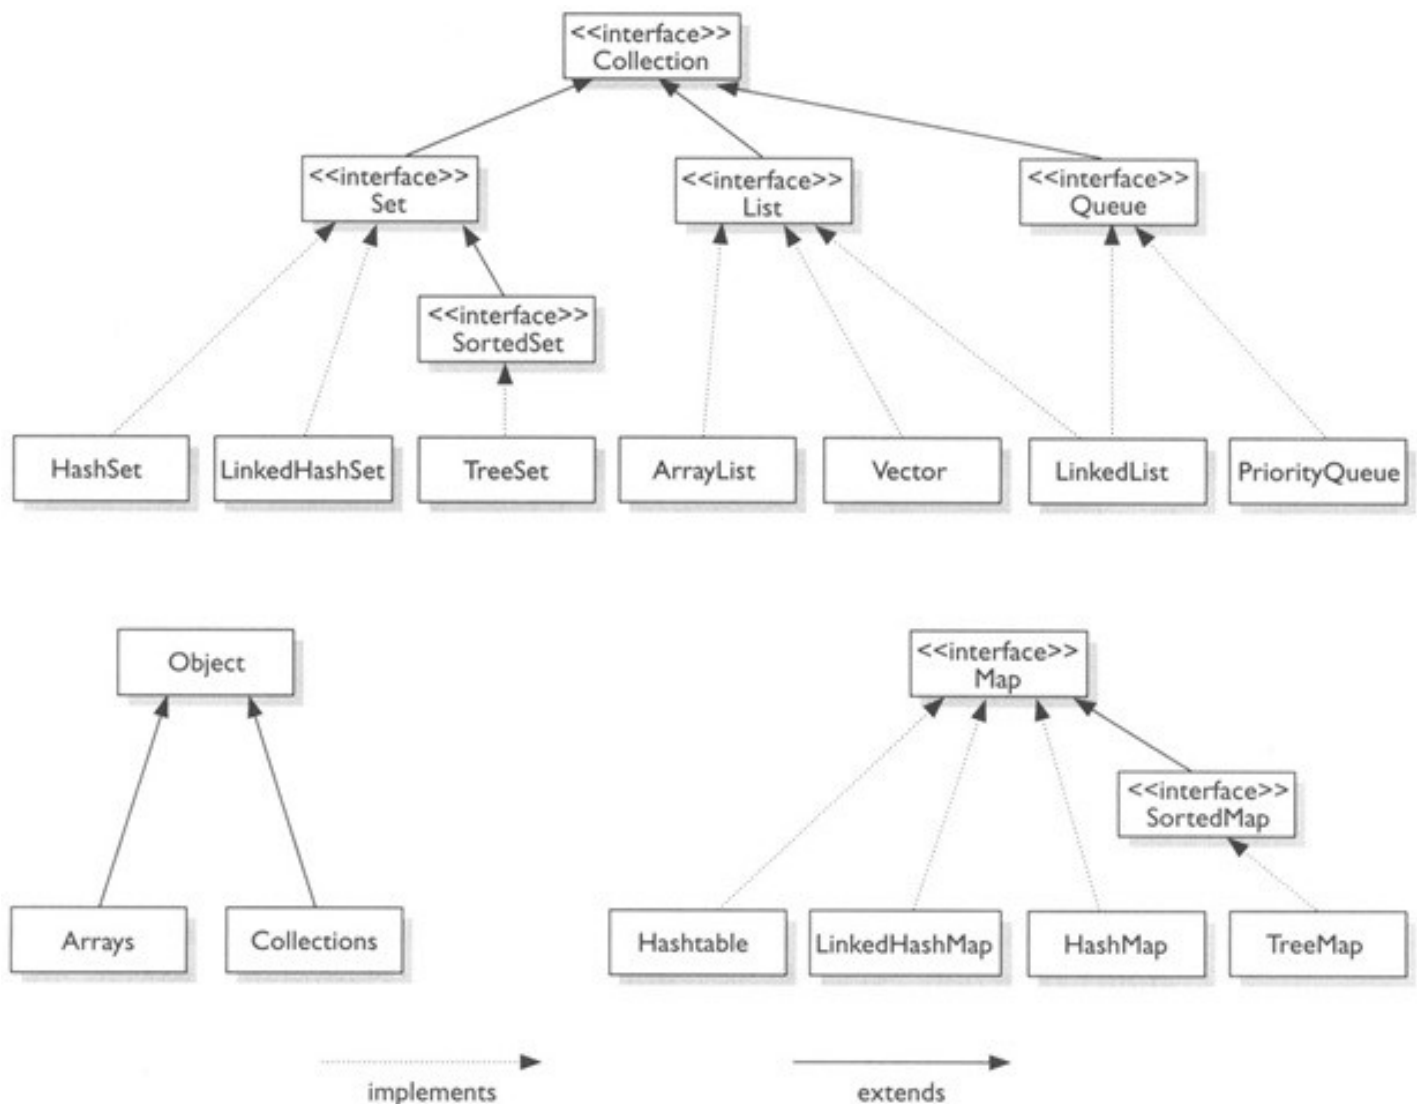 <<interface>>
Collection
<<interface>>
Set
<<interface>>
List
<<interface>>
Queue
<<interface>>
SortedSet
HashSet
LinkedHashSet
TreeSet
ArrayList
Vector
LinkedList
PriorityQueue
Object
<<interface>>
Map
<<interface>>
SortedMap
Arrays
Collections
Hashtable
LinkedHashMap
HashMap
TreeMap
implements
extends